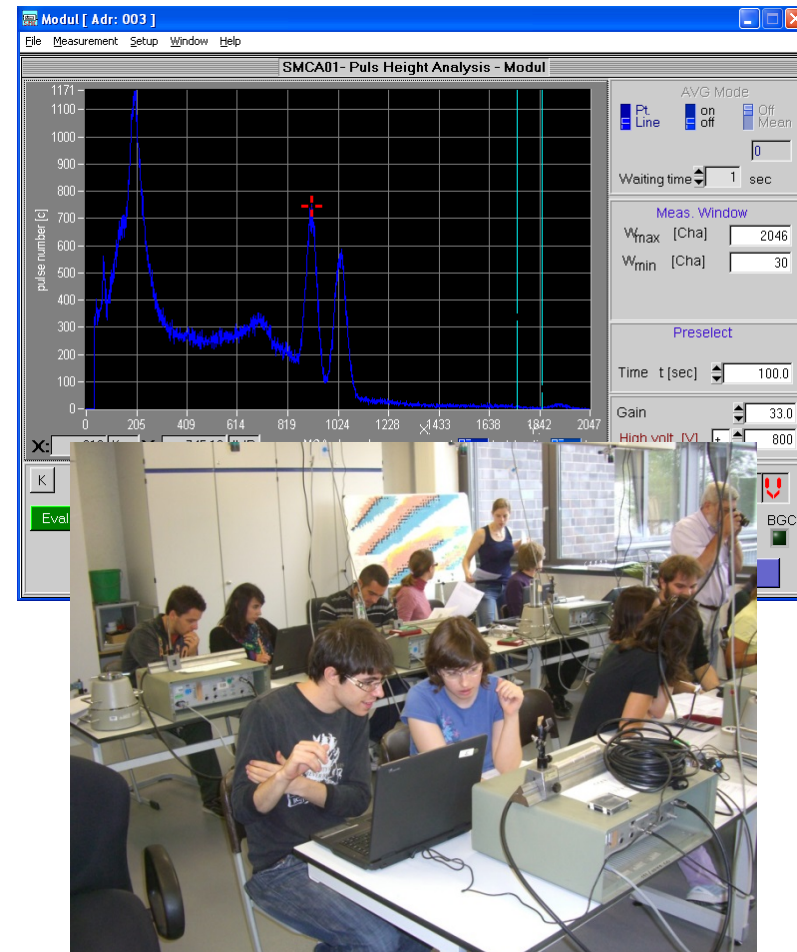 Modul [ Adr: 003 ]
File Measurement Setup Window Help
SMCA01- Puls Height Analysis - Modul
1171
1100
1000
900
800
700
600
500
400
300
200
100
0
pulse number [c]
0 205 409 614 819 1024 1228 1433 1638 1842 2047
X:
AVG Mode
Pt. on Off
Line off Mean
0
Waiting time 1 sec
Meas. Window
Wmax [Cha] 2046
Wmin [Cha] 30
Preselect
Time t [sec] 100.0
Gain 33.0
High volt. [V] + 800
K
Eval
BGC